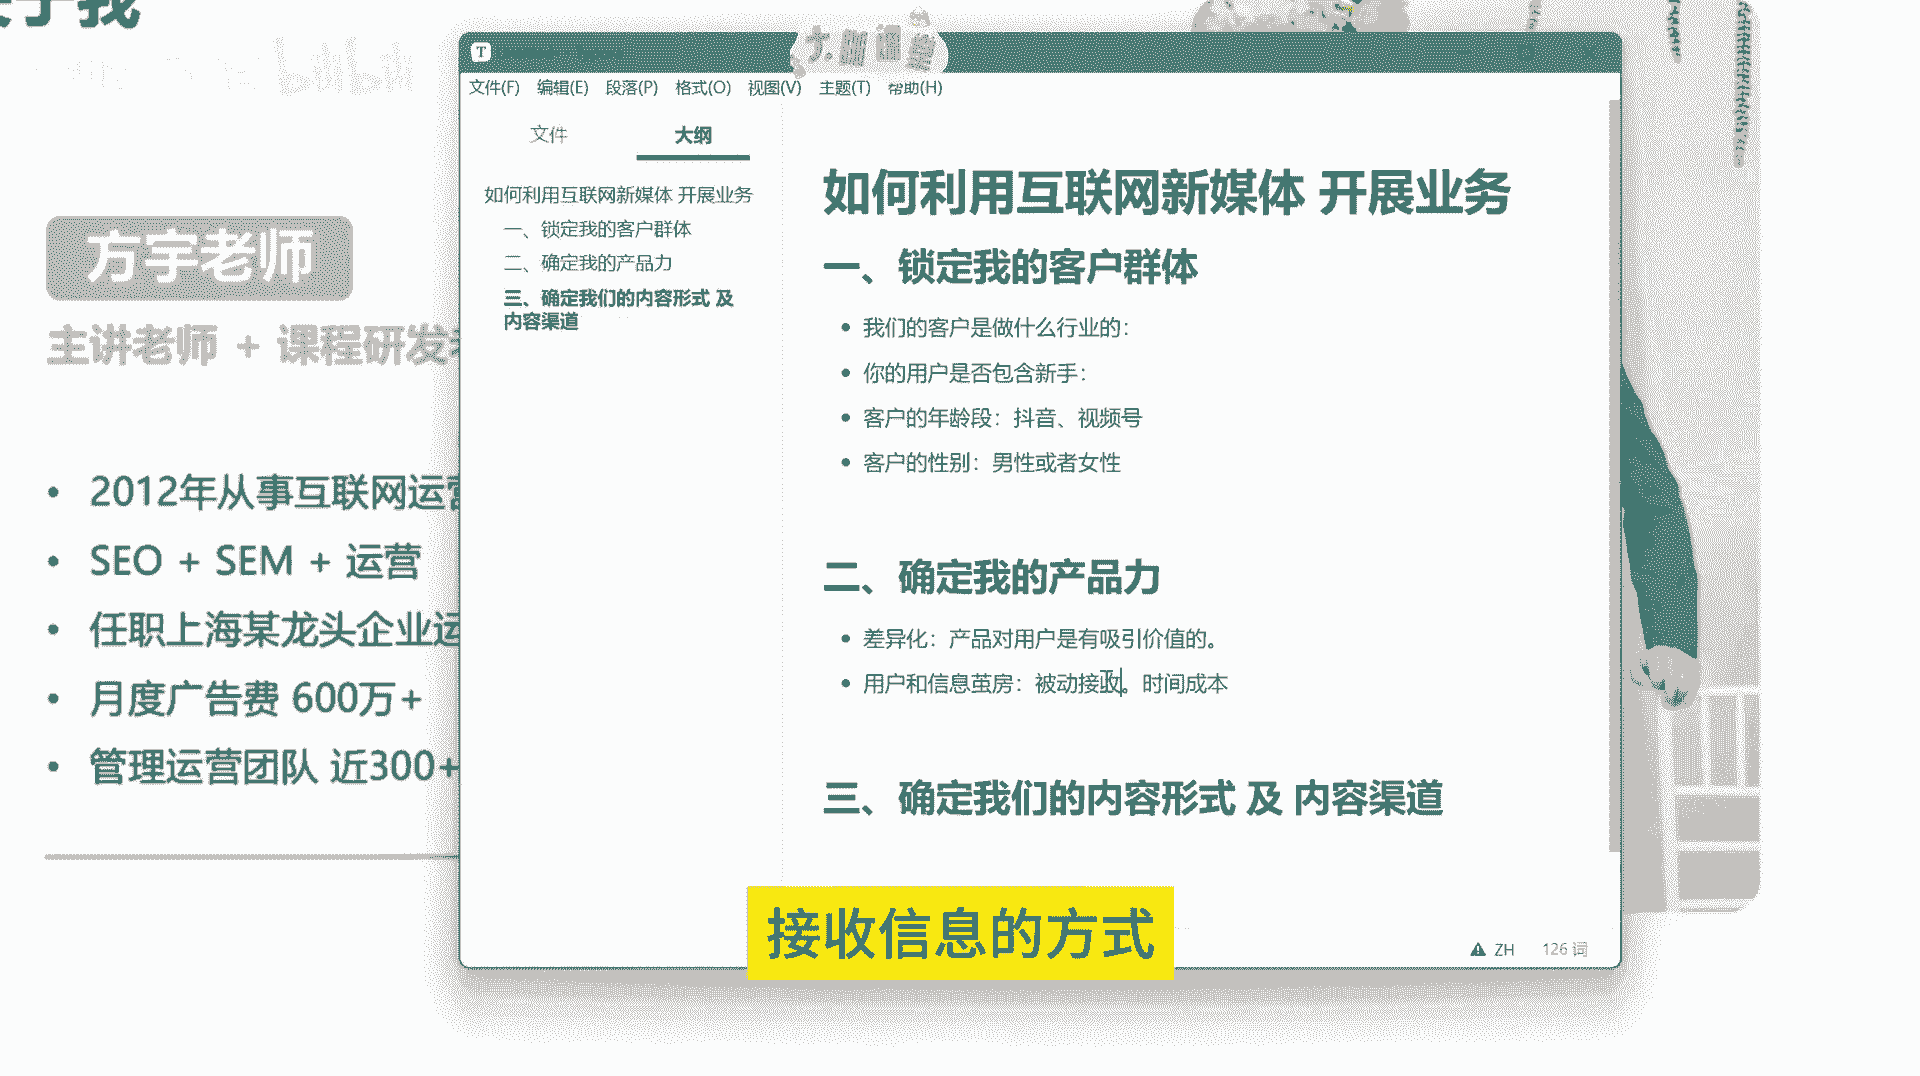 bilibili
方宇老师
主讲老师 + 课程研发
2012年从事互联网运营
SEO + SEM + 运营
任职上海某龙头企业运
月度广告费 600万+
管理运营团队 近300+
T
文件(F) 编辑(E) 段落(P) 格式(O) 视图(V) 主题(T) 帮助(H)
文件 大纲
如何利用互联网新媒体 开展业务
一、锁定我的客户群体
二、确定我的产品力
三、确定我们的内容形式 及
内容渠道
如何利用互联网新媒体 开展业务
一、锁定我的客户群体
我们的客户是做什么行业的：
你的用户是否包含新手：
客户的年龄段：抖音、视频号
客户的性别：男性或者女性
二、确定我的产品力
差异化：产品对用户是有吸引价值的。
用户和信息茧房：被动接收。时间成本
三、确定我们的内容形式 及 内容渠道
接收信息的方式
ZH 126 词